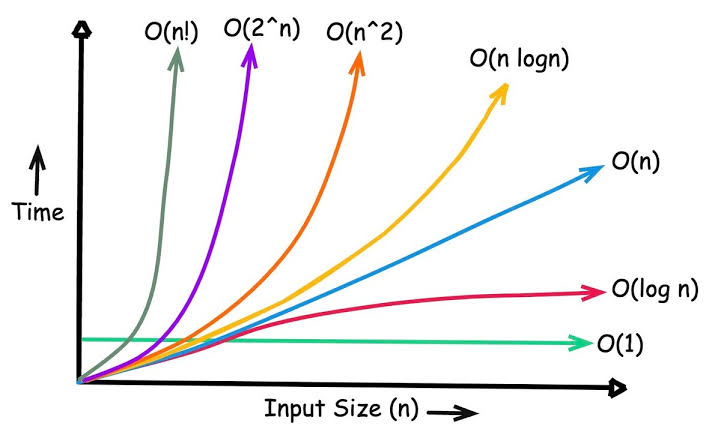 O(n!)
O(2^n)
O(n^2)
O(n logn)
O(n)
Time
O(log n)
O(1)
Input Size (n)